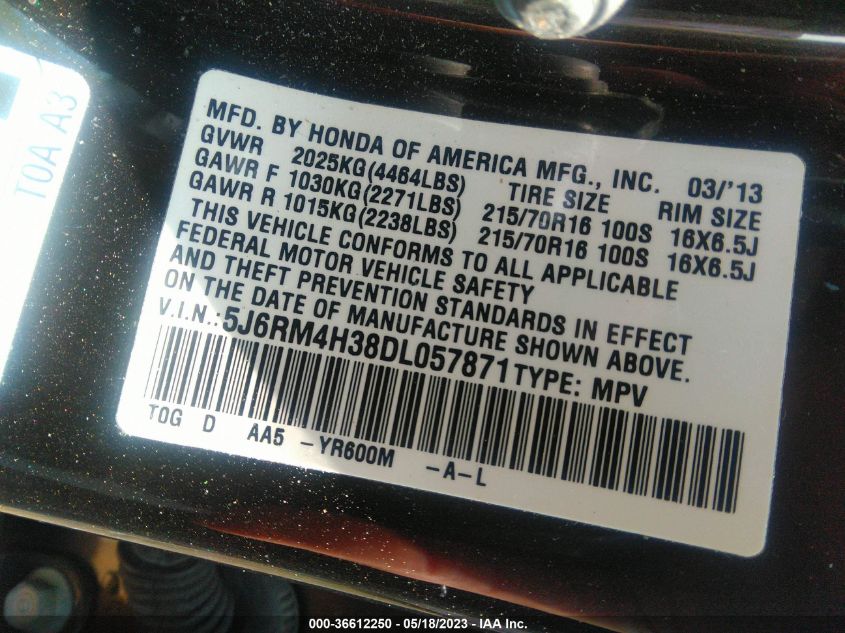 T0A A3
MFD. BY HONDA OF AMERICA MFG., INC. 03/'13
GVWR 2025KG(4464LBS) TIRE SIZE RIM SIZE
GAWR F 1030KG(2271LBS) 215/70R16 100S 16X6.5J
GAWR R 1015KG(2238LBS) 215/70R16 100S 16X6.5J
THIS VEHICLE CONFORMS TO ALL APPLICABLE
FEDERAL MOTOR VEHICLE SAFETY
AND THEFT PREVENTION STANDARDS IN EFFECT
ON THE DATE OF MANUFACTURE SHOWN ABOVE.
V.I.N.: 5J6RM4H38DL057871 TYPE: MPV
T0G D AA5 -YR600M -A-L
000-36612250 - 05/18/2023 - IAA Inc.